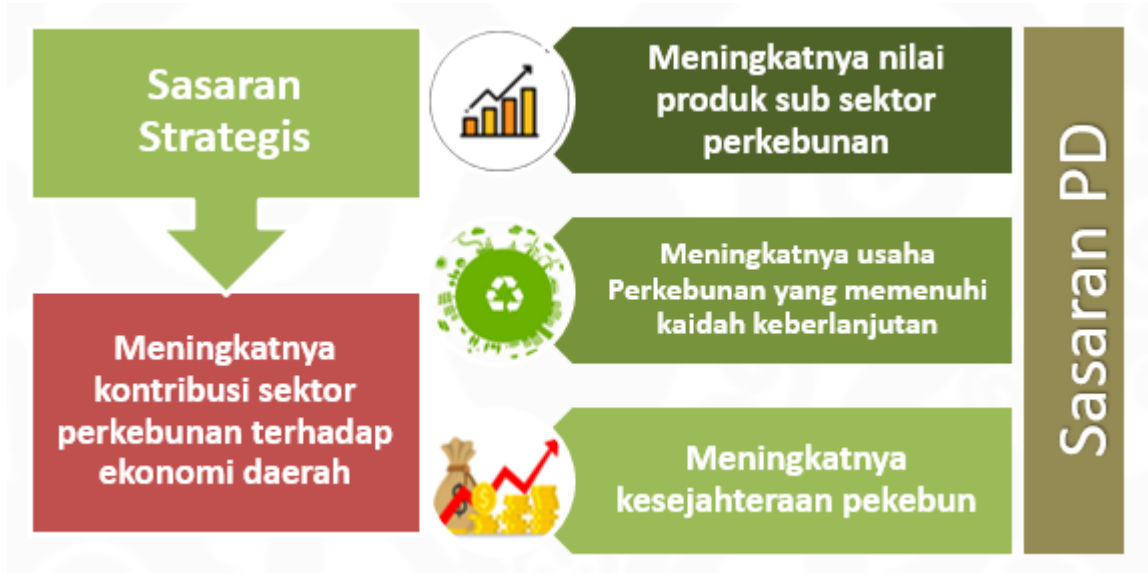 Sasaran
Strategis
Meningkatnya
kontribusi sektor
perkebunan terhadap
ekonomi daerah
Meningkatnya nilai
produk sub sektor
perkebunan
Meningkatnya usaha
Perkebunan yang memenuhi
kaidah keberlanjutan
Meningkatnya
kesejahteraan pekebun
Sasaran PD